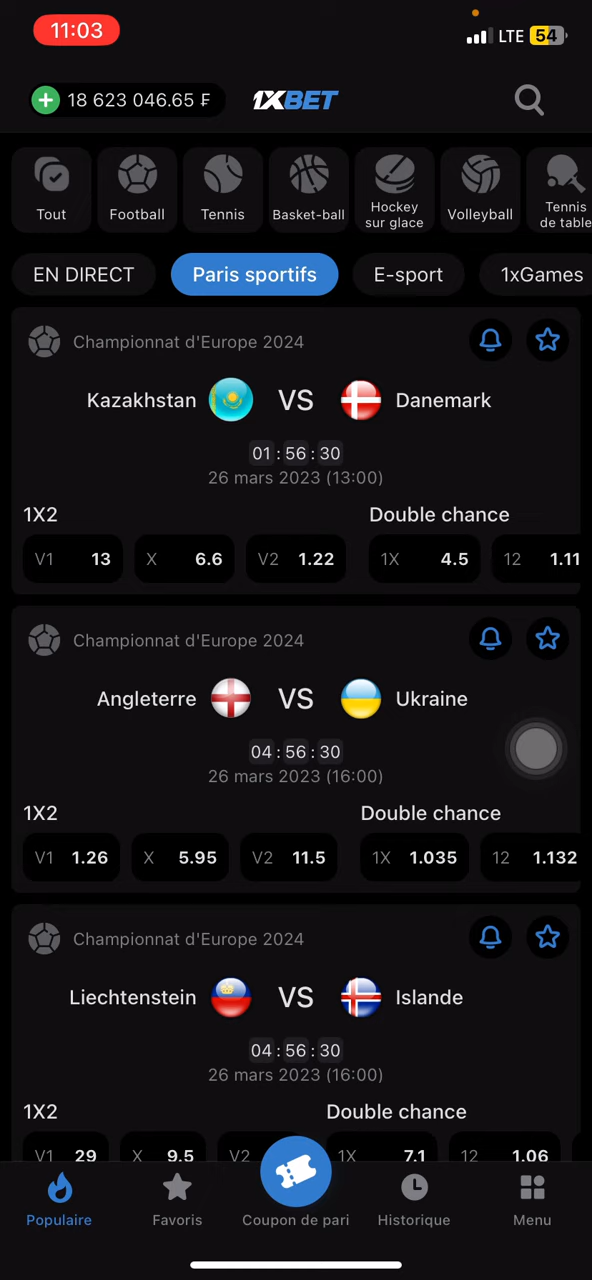 11:03
LTE 54
18 623 046.65 ₣
1XBET
Tout
Football
Tennis
Basket-ball
Hockey
sur glace
Volleyball
Tennis
de table
EN DIRECT
Paris sportifs
E-sport
1xGames
Championnat d'Europe 2024
Kazakhstan VS Danemark
01 : 56 : 30
26 mars 2023 (13:00)
1X2 Double chance
V1 13 X 6.6 V2 1.22 1X 4.5 12 1.11
Championnat d'Europe 2024
Angleterre VS Ukraine
04 : 56 : 30
26 mars 2023 (16:00)
1X2 Double chance
V1 1.26 X 5.95 V2 11.5 1X 1.035 12 1.132
Championnat d'Europe 2024
Liechtenstein VS Islande
04 : 56 : 30
26 mars 2023 (16:00)
1X2 Double chance
V1 29 X 9.5 V2 1X 7.1 12 1.06
Populaire
Favoris
Coupon de pari
Historique
Menu